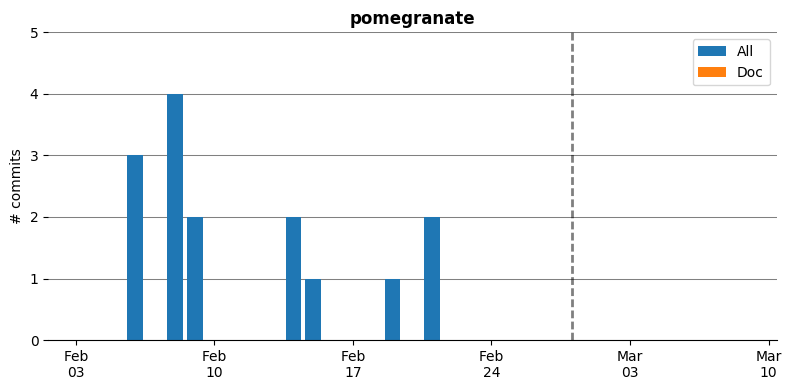 pomegranate
# commits
5
4
3
2
1
0
All
Doc
Feb
03
Feb
10
Feb
17
Feb
24
Mar
03
Mar
10